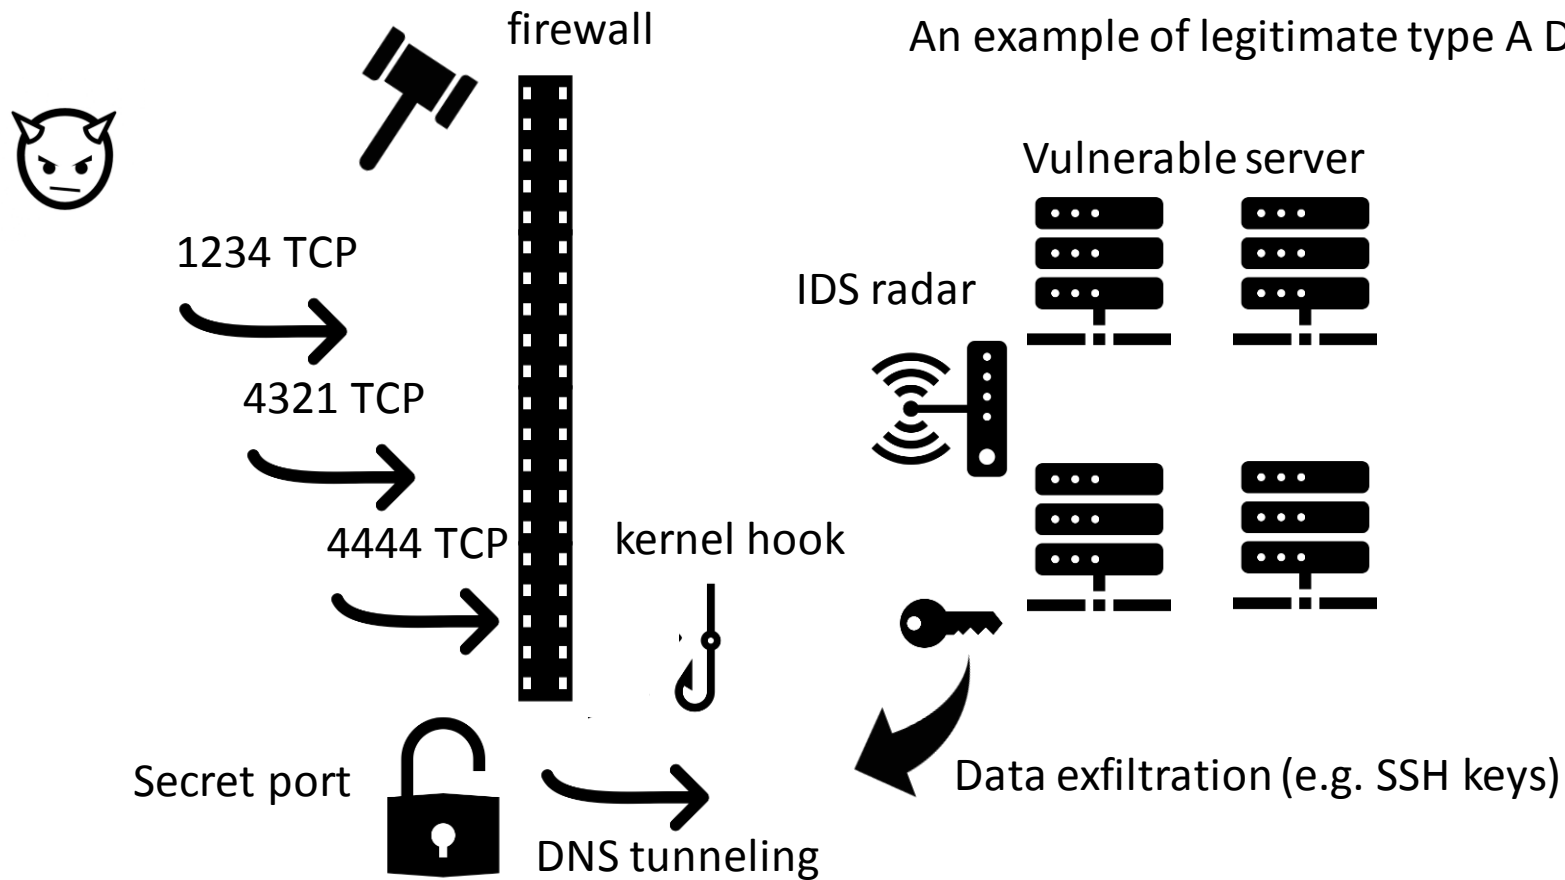 firewall
An example of legitimate type A D
Vulnerable server
1234 TCP
IDS radar
4321 TCP
4444 TCP
kernel hook
Secret port
Data exfiltration (e.g. SSH keys)
DNS tunneling